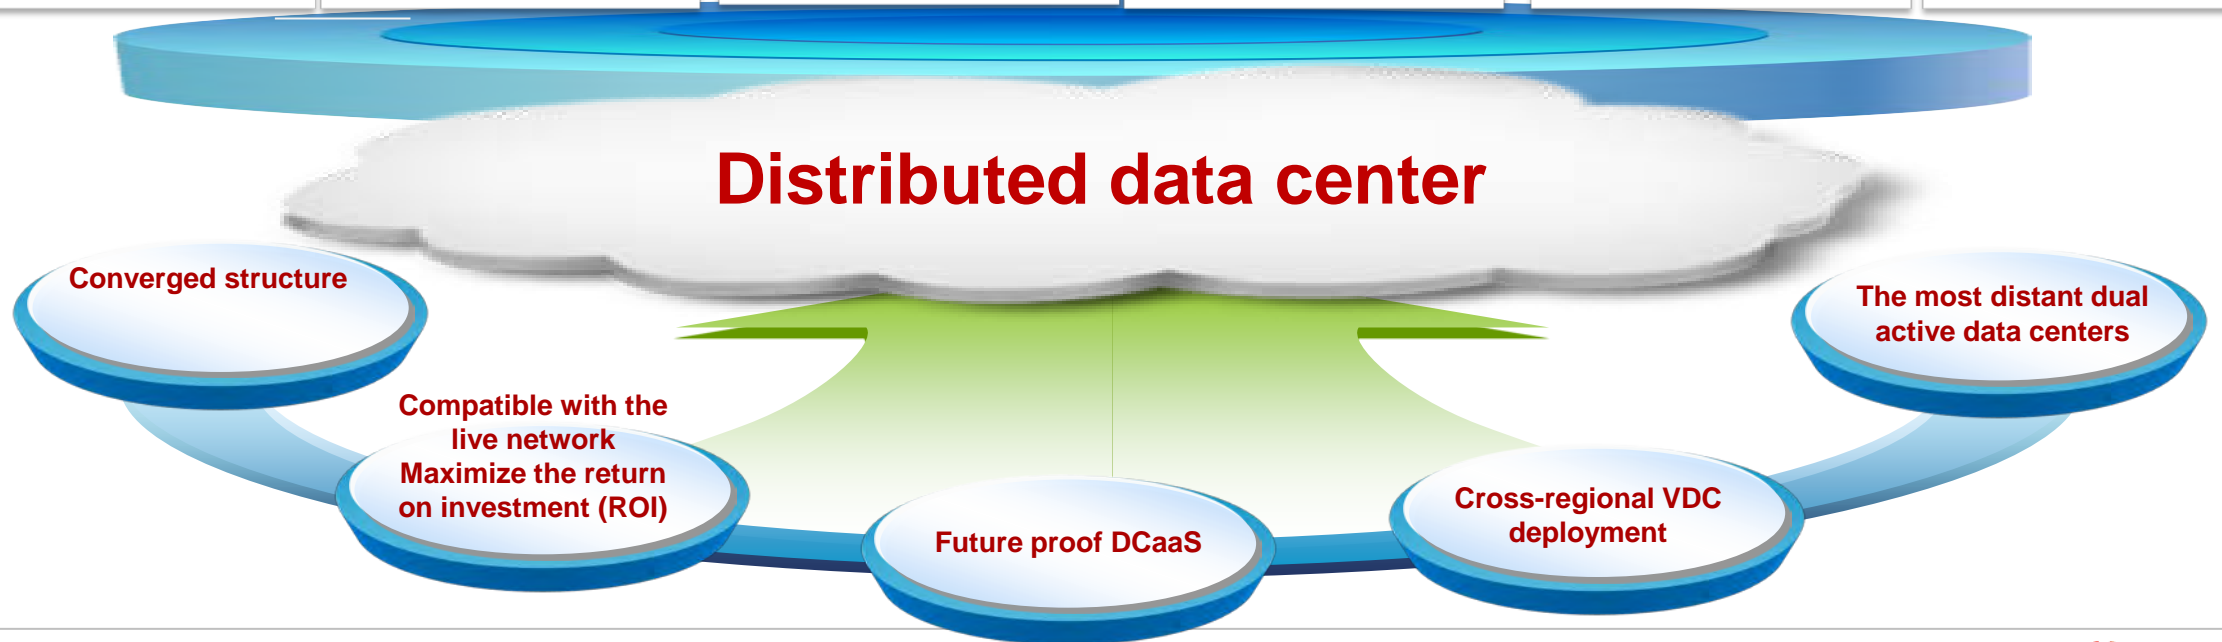 Distributed data center
Converged structure
Compatible with the
live network
Maximize the return
on investment (ROI)
Future proof DCaaS
Cross-regional VDC
deployment
The most distant dual
active data centers